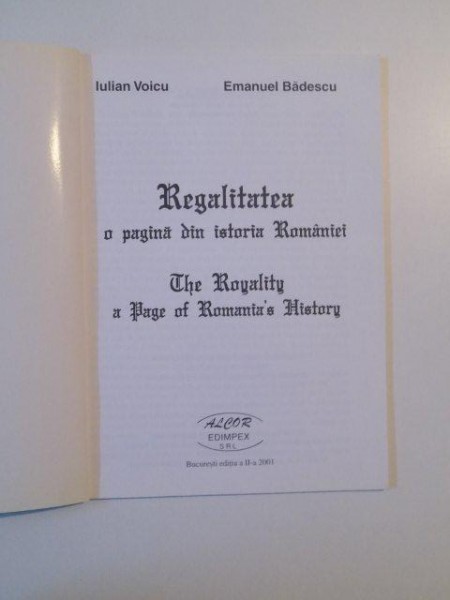 Iulian Voicu Emanuel Bădescu
Regalitatea
o pagină din istoria României
The Royality
a Page of Romania's History
ALCOR
EDIMPEX
SRL
București ediția a II-a 2001